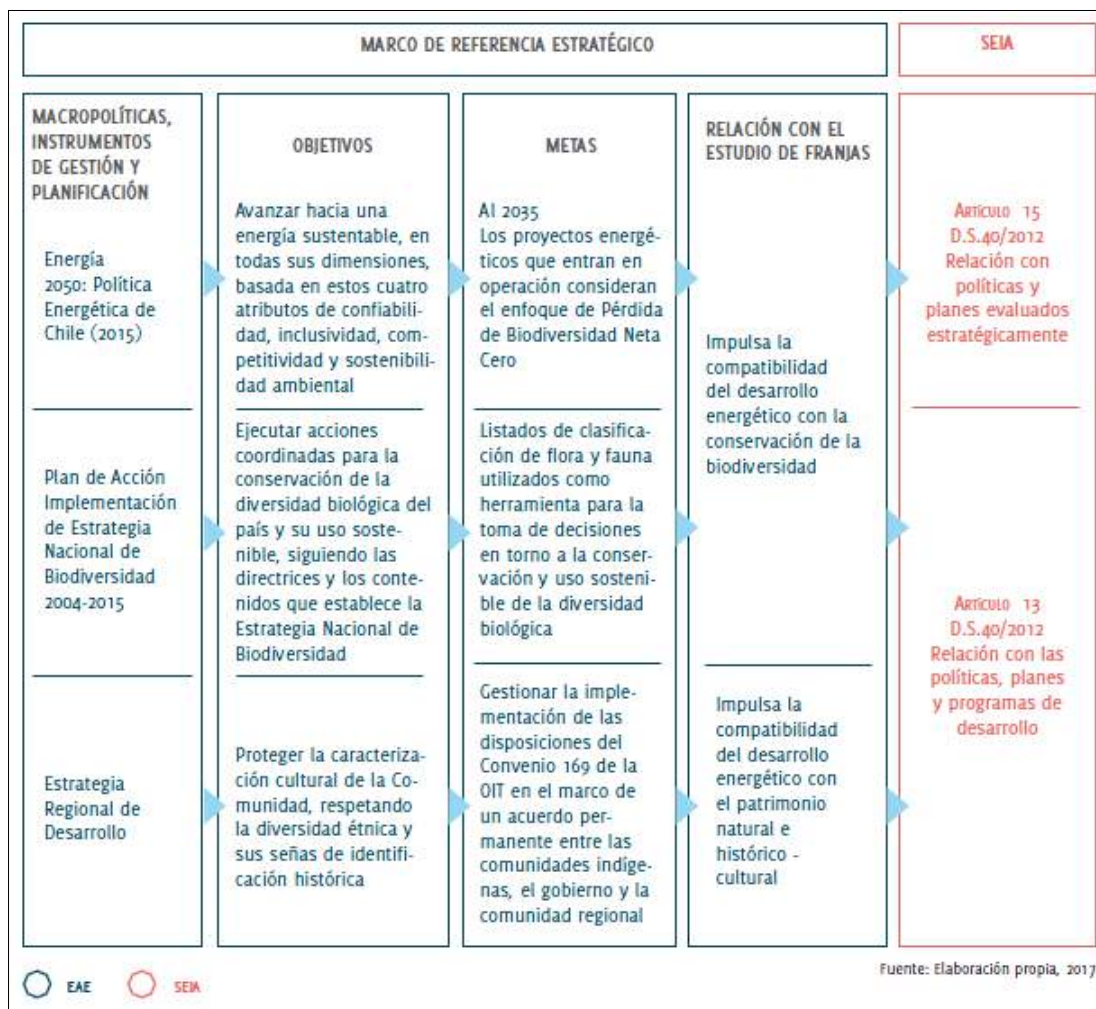 MARCO DE REFERENCIA ESTRATÉGICO
SEIA
MACROPOLÍTICAS,
INSTRUMENTOS
DE GESTIÓN Y
PLANIFICACIÓN
OBJETIVOS
METAS
RELACIÓN CON EL
ESTUDIO DE FRANJAS
Energía
2050: Política
Energética de
Chile (2015)
Avanzar hacia una
energía sustentable, en
todas sus dimensiones,
basada en estos cuatro
atributos de confiabili-
dad, inclusividad, com-
petitividad y sostenibili-
dad ambiental
Al 2035
Los proyectos energé-
ticos que entran en
operación consideran
el enfoque de Pérdida
de Biodiversidad Neta
Cero
Impulsa la
compatibilidad
del desarrollo
energético con la
conservación de la
biodiversidad
Artículo 15
D.S.40/2012
Relación con
políticas y
planes evaluados
estratégicamente
Plan de Acción
Implementación
de Estrategia
Nacional de
Biodiversidad
2004-2015
Ejecutar acciones
coordinadas para la
conservación de la
diversidad biológica del
país y su uso soste-
nible, siguiendo las
directrices y los conte-
nidos que establece la
Estrategia Nacional de
Biodiversidad
Listados de clasifica-
ción de flora y fauna
utilizados como
herramienta para la
toma de decisiones
en torno a la conser-
vación y uso sosteni-
ble de la diversidad
biológica
Artículo 13
D.S.40/2012
Relación con las
políticas, planes
y programas de
desarrollo
Estrategia
Regional de
Desarrollo
Proteger la caracteriza-
ción cultural de la Co-
munidad, respetando
la diversidad étnica y
sus señas de identifi-
cación histórica
Gestionar la imple-
mentación de las
disposiciones del
Convenio 169 de la
OIT en el marco de
un acuerdo per-
manente entre las
comunidades indíge-
nas, el gobierno y la
comunidad regional
Impulsa la
compatibilidad
del desarrollo
energético con
el patrimonio
natural e
histórico -
cultural
EAE
SEIA
Fuente: Elaboración propia, 2017